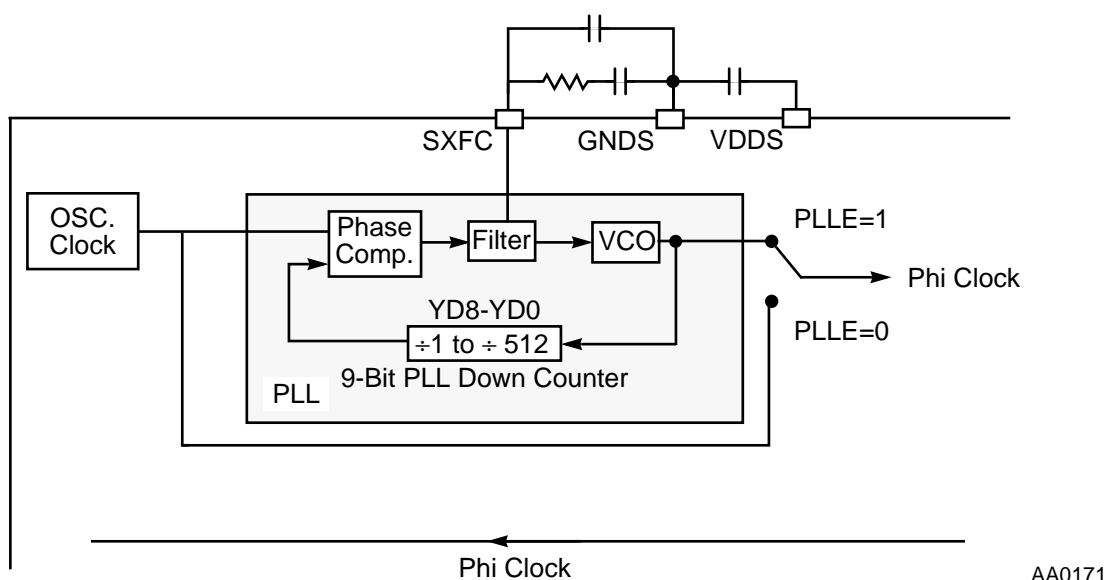 SXFC
GNDS
VDDS
OSC.
Clock
Phase
Comp.
Filter
VCO
PLLE=1
Phi Clock
PLLE=0
YD8-YD0
÷1 to ÷ 512
9-Bit PLL Down Counter
PLL
Phi Clock
AA0171